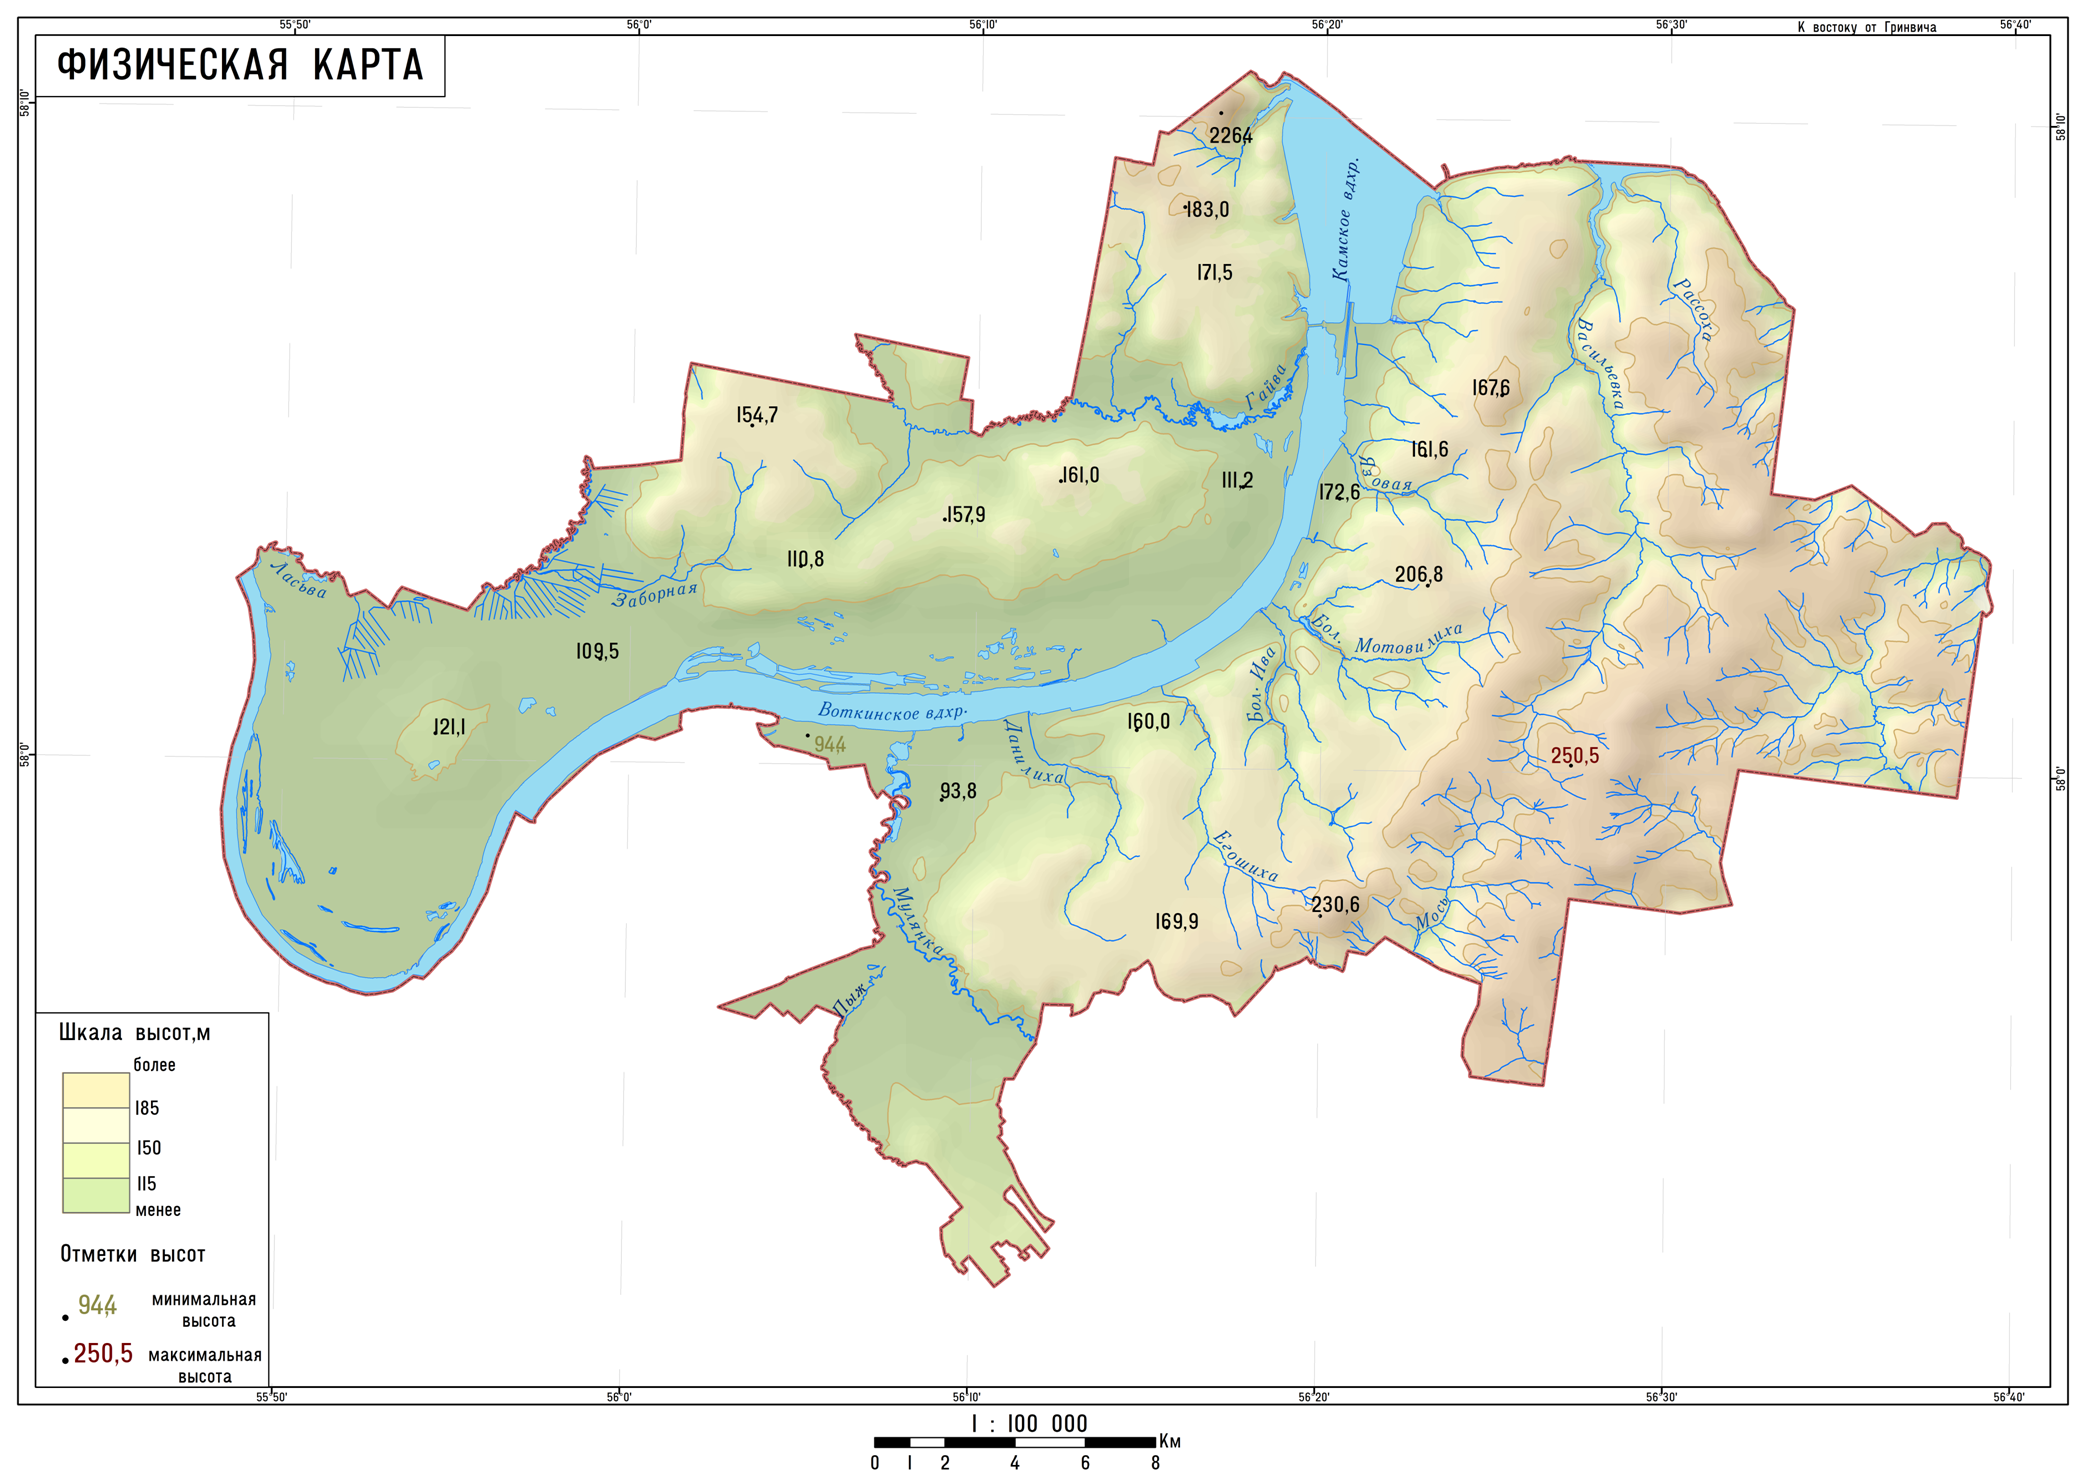 55°50' 56°0' 56°10' 56°20' 56°30' К востоку от Гринвича 56°40'
ФИЗИЧЕСКАЯ КАРТА
58°10' 58°10'
2264
Камское вдхр.
183,0
171,5
Рассоха
Васильевка
Гайва
167,6
154,7
161,6
161,0
111,2
Язовая
172,6
157,9
110,8
206,8
Ласьва
Заборная
Бол. Мотовилиха
109,5
Бол. Ива
Воткинское вдхр.
121,1
160,0
944
Данилиха
250,5
58°0' 58°0'
93,8
Егошиха
Мулянка
230,6
Мось
169,9
Пыж
Шкала высот,м
более
185
150
115
менее
Отметки высот
94,4 минимальная
высота
250,5 максимальная
высота
55°50' 56°0' 56°10' 56°20' 56°30' 56°40'
1 : 100 000
Км
0 1 2 4 6 8